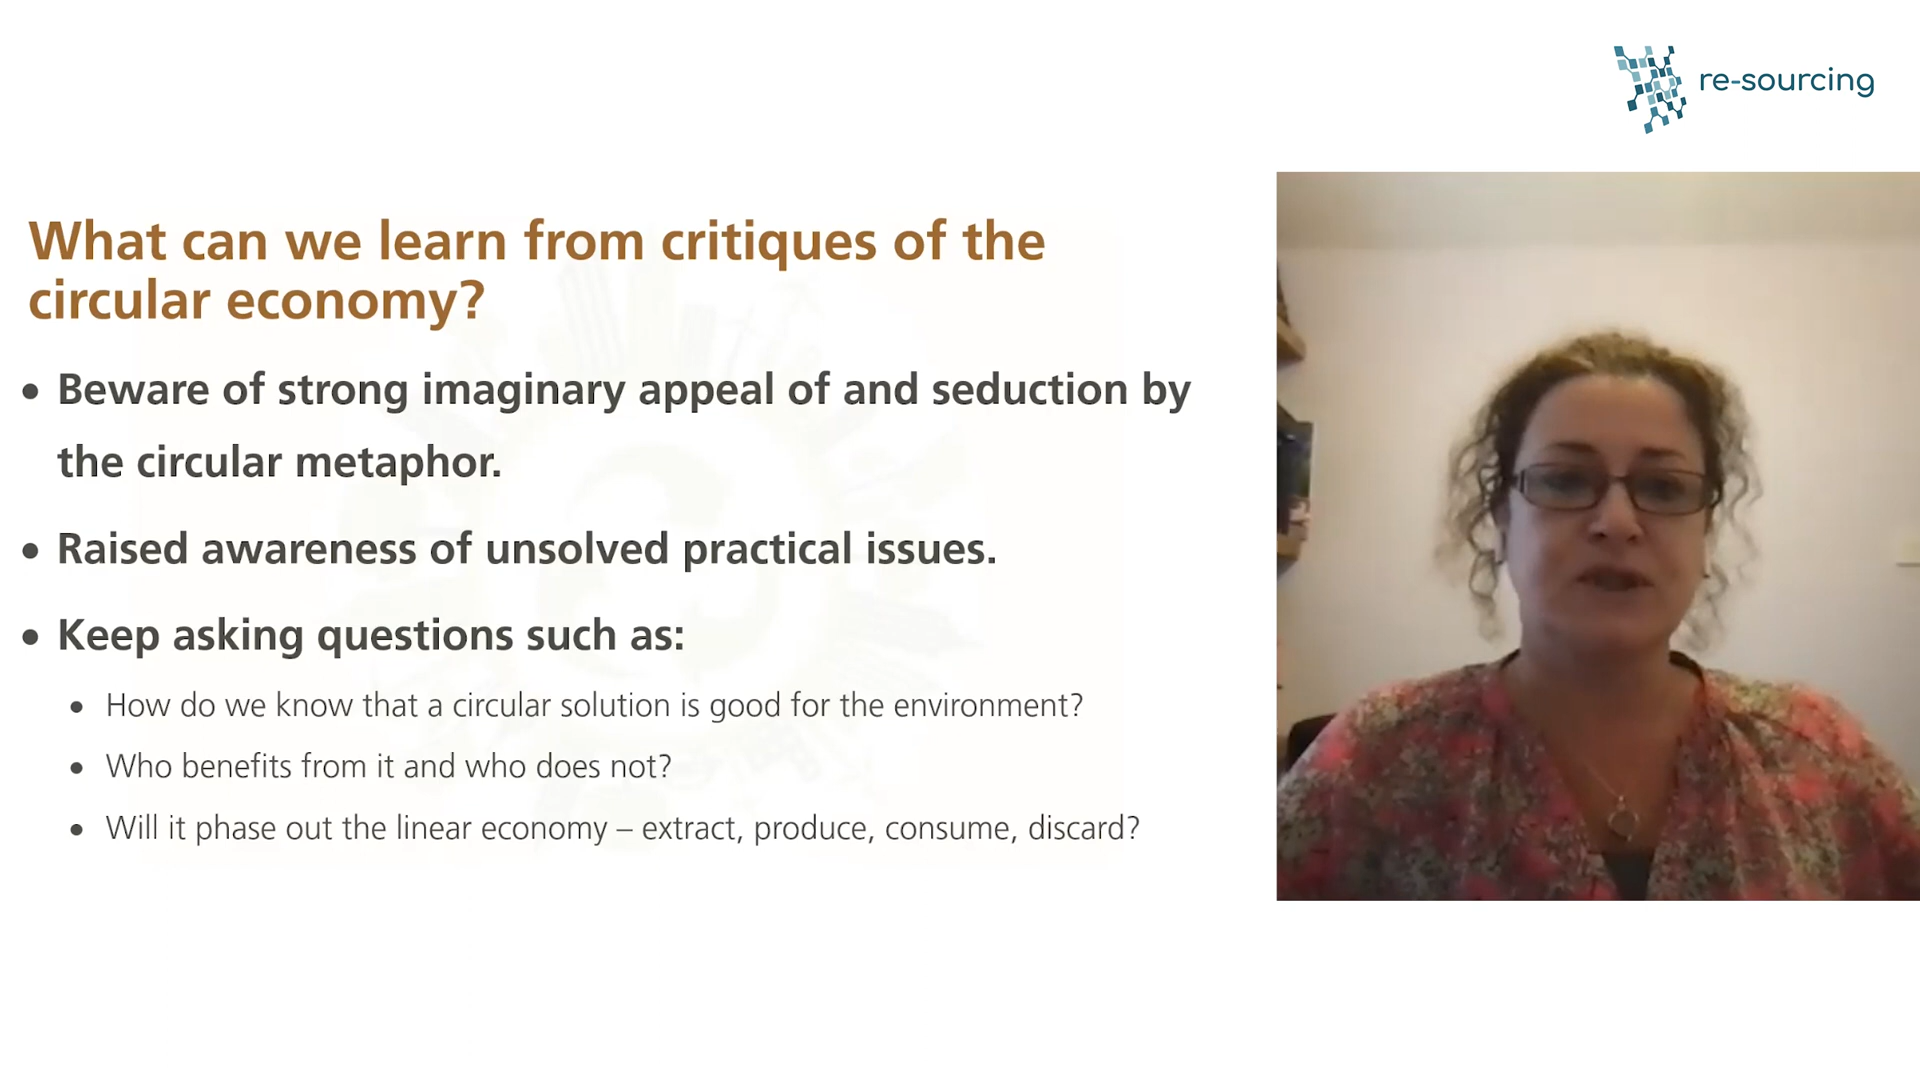 re-sourcing
What can we learn from critiques of the
circular economy?
• Beware of strong imaginary appeal of and seduction by
the circular metaphor.
• Raised awareness of unsolved practical issues.
• Keep asking questions such as:
• How do we know that a circular solution is good for the environment?
• Who benefits from it and who does not?
• Will it phase out the linear economy – extract, produce, consume, discard?